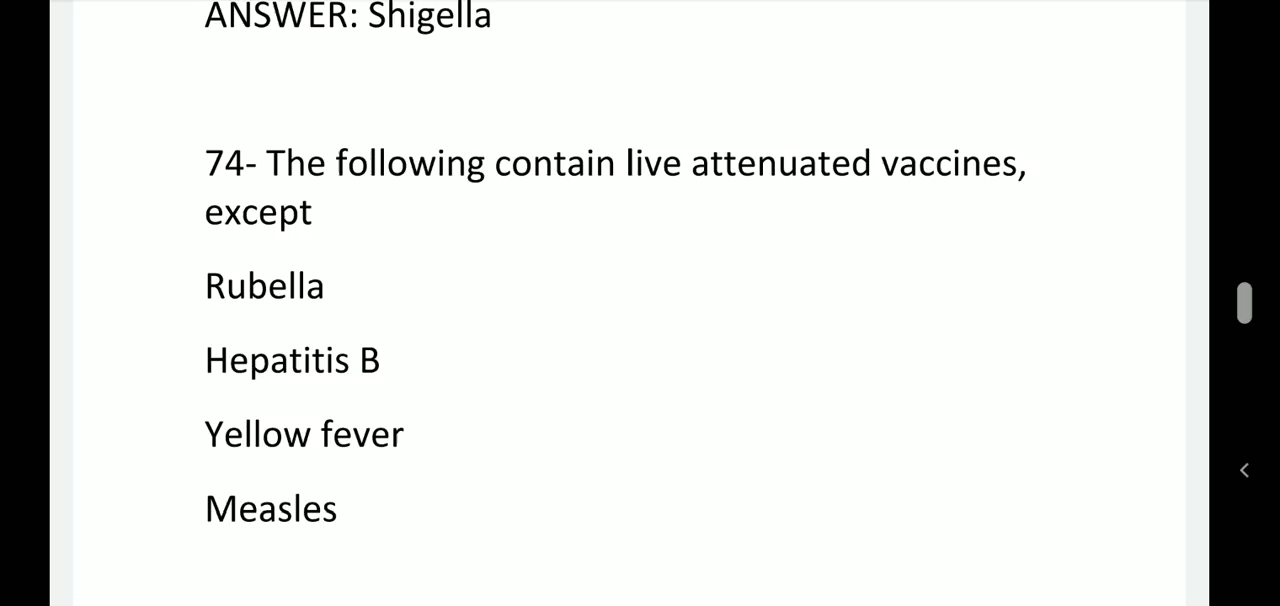 ANSWER: Shigella
74- The following contain live attenuated vaccines,
except
Rubella
Hepatitis B
Yellow fever
Measles